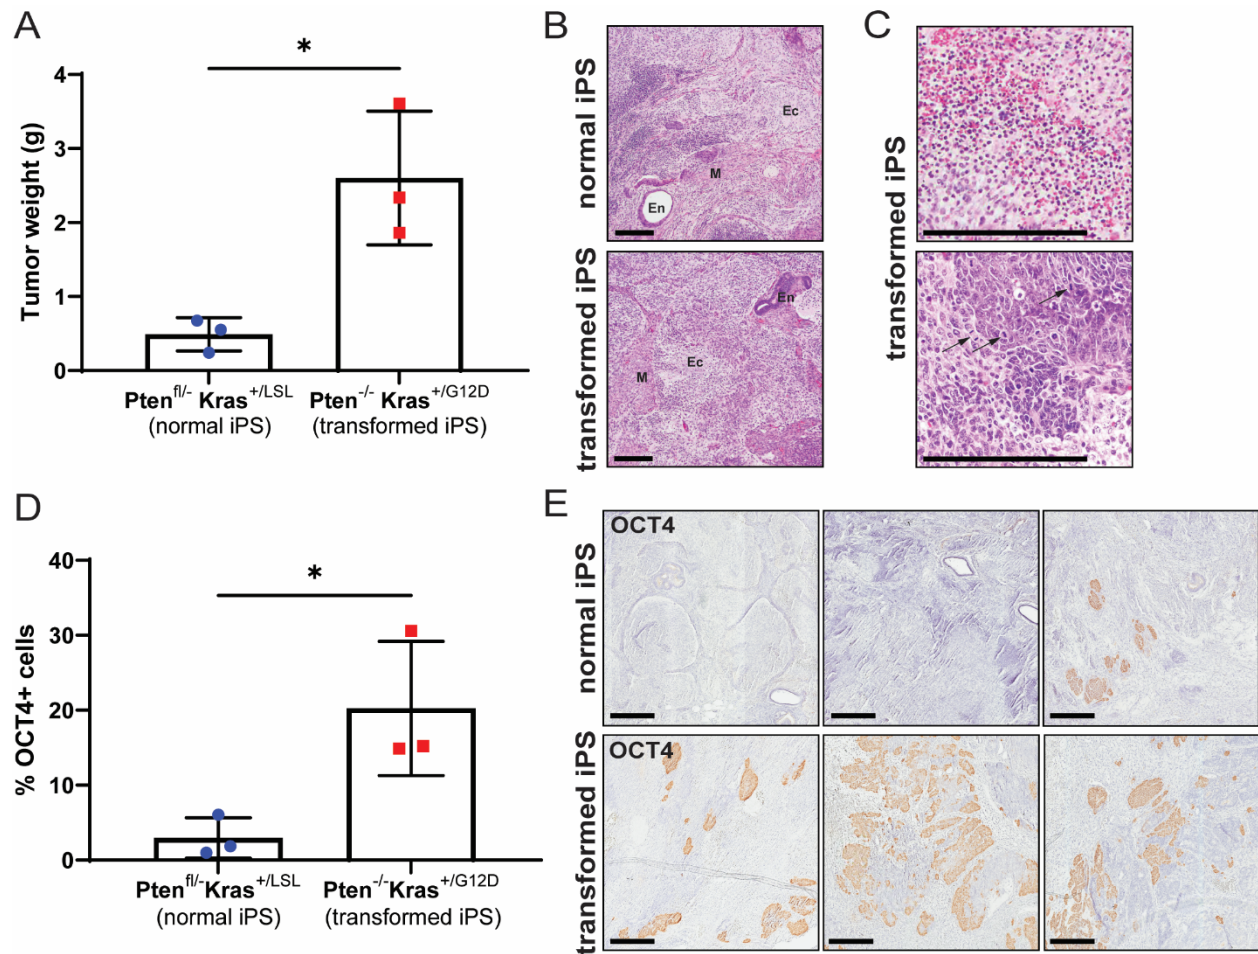 A
*
Tumor weight (g)
4
3
2
1
0
Pten^fl/- Kras^+/LSL
(normal iPS)
Pten^-/- Kras^+/G12D
(transformed iPS)
B
normal iPS
Ec
M
En
transformed iPS
En
Ec
M
C
transformed iPS
D
*
% OCT4+ cells
40
30
20
10
0
Pten^fl/-Kras^+/LSL
(normal iPS)
Pten^-/-Kras^+/G12D
(transformed iPS)
E
normal iPS
OCT4
transformed iPS
OCT4